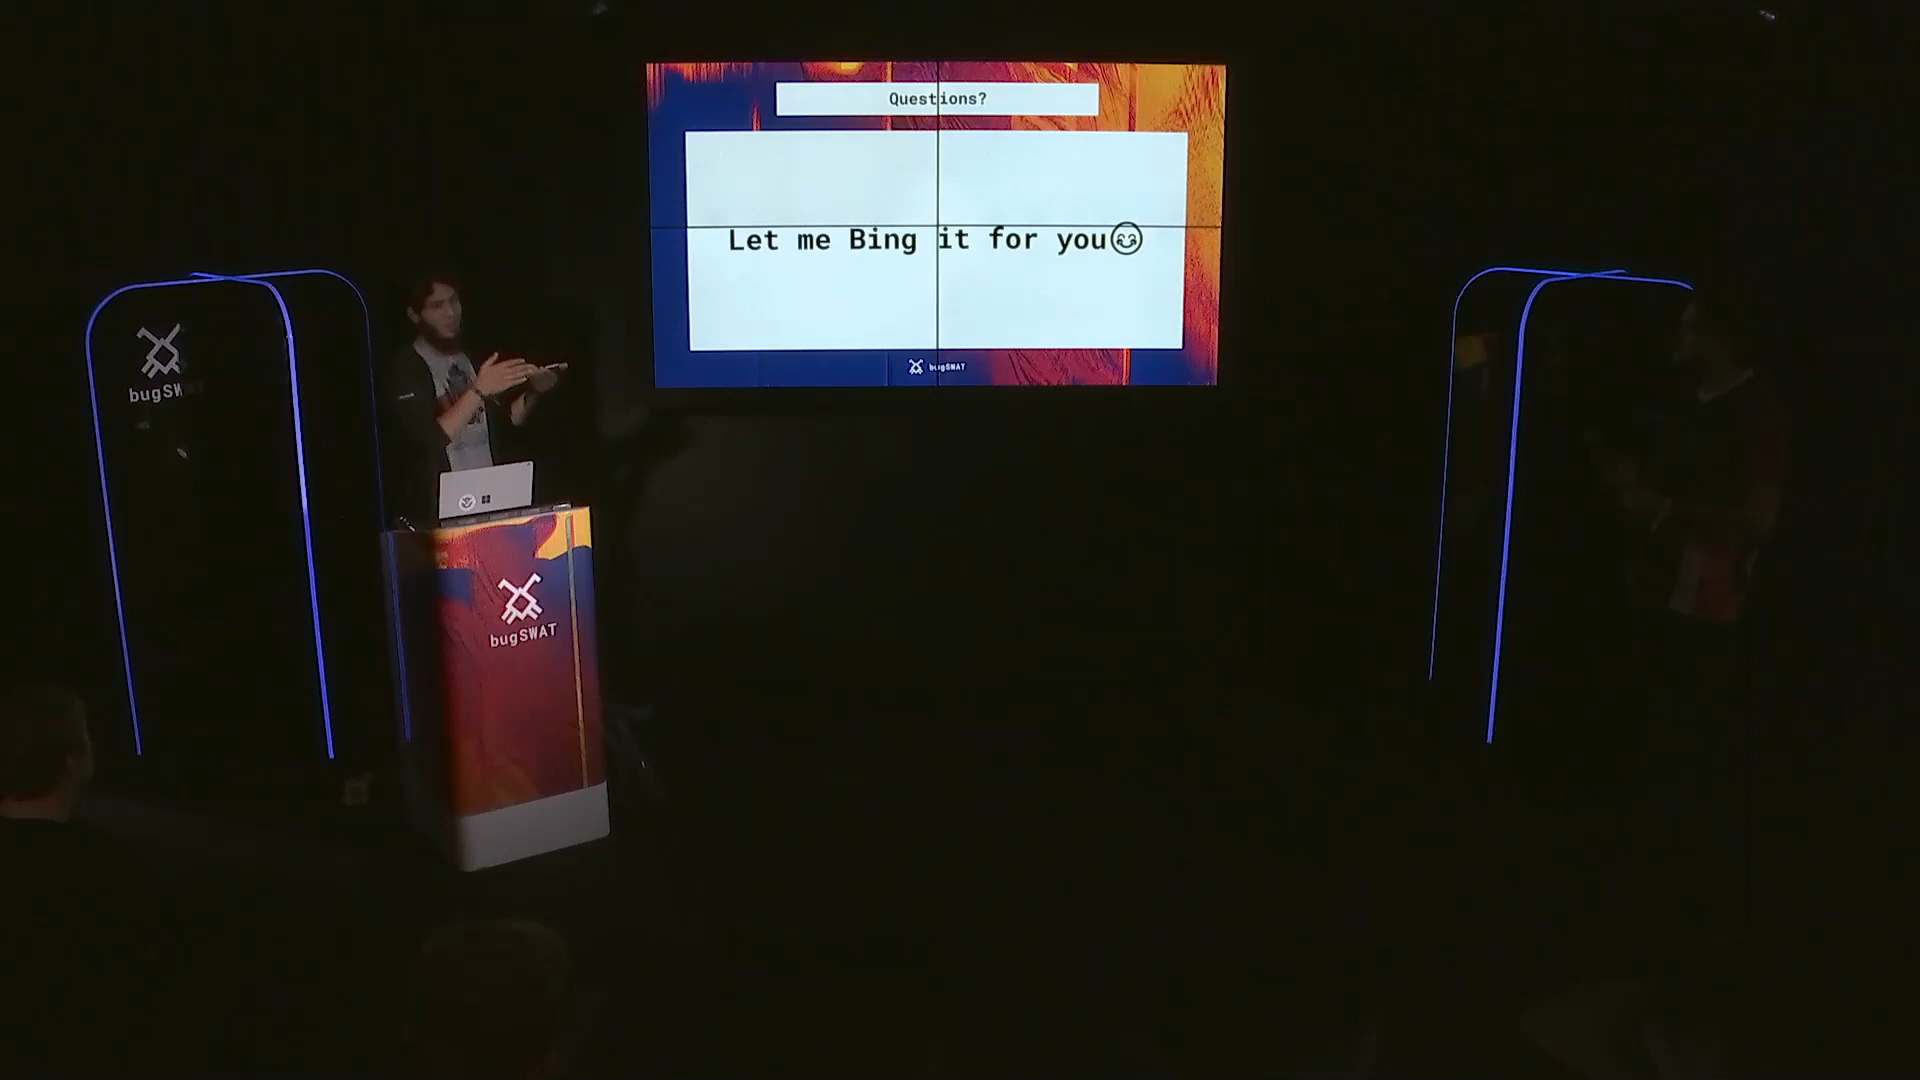 Questions?
Let me Bing it for you😊
bugSWAT
bugSW
bugSWAT